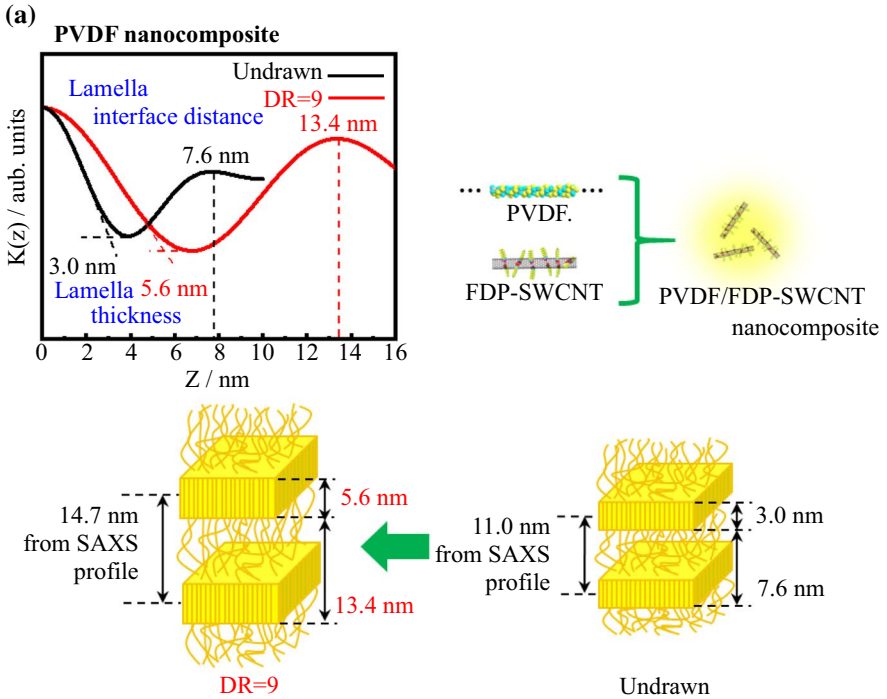 (a)
PVDF nanocomposite
Undrawn
DR=9
Lamella
interface distance
13.4 nm
7.6 nm
3.0 nm
5.6 nm
Lamella
thickness
K(z) / aub. units
0 2 4 6 8 10 12 14 16
Z / nm
... ...
PVDF.
FDP-SWCNT
PVDF/FDP-SWCNT
nanocomposite
14.7 nm
from SAXS
profile
5.6 nm
13.4 nm
DR=9
11.0 nm
from SAXS
profile
3.0 nm
7.6 nm
Undrawn